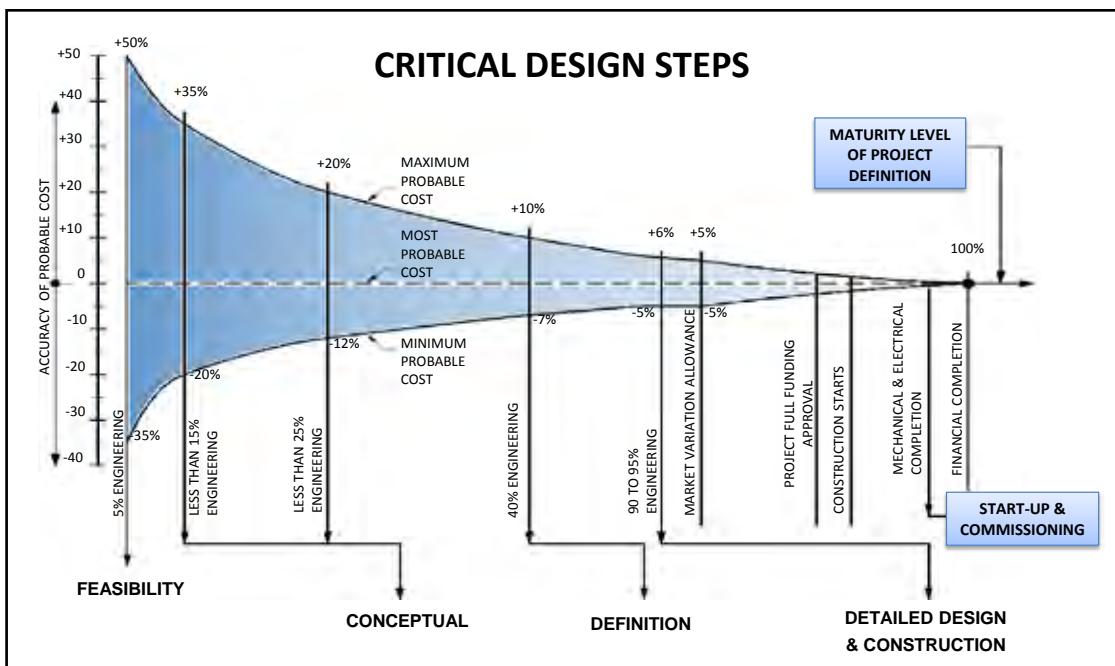 CRITICAL DESIGN STEPS
+50%
+50
+40
+30
+20
+10
0
-10
-20
-30
-40
ACCURACY OF PROBABLE COST
+35%
+20%
+10%
+6%
+5%
100%
MAXIMUM
PROBABLE
COST
MOST
PROBABLE
COST
MINIMUM
PROBABLE
COST
MATURITY LEVEL
OF PROJECT
DEFINITION
-35%
-20%
-12%
-7%
-5%
-5%
5% ENGINEERING
LESS THAN 15%
ENGINEERING
LESS THAN 25%
ENGINEERING
40% ENGINEERING
90 TO 95%
ENGINEERING
MARKET VARIATION ALLOWANCE
PROJECT FULL FUNDING
APPROVAL
CONSTRUCTION STARTS
MECHANICAL & ELECTRICAL
COMPLETION
FINANCIAL COMPLETION
START-UP &
COMMISSIONING
FEASIBILITY
CONCEPTUAL
DEFINITION
DETAILED DESIGN
& CONSTRUCTION